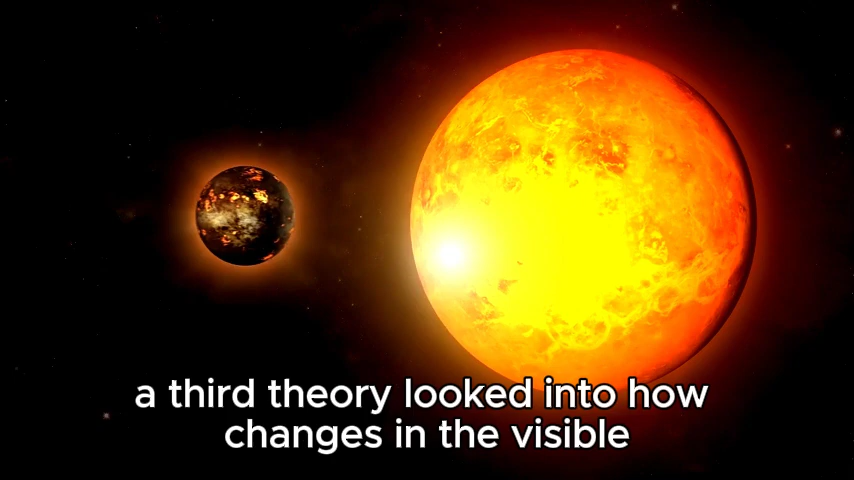 a third theory looked into how
changes in the visible